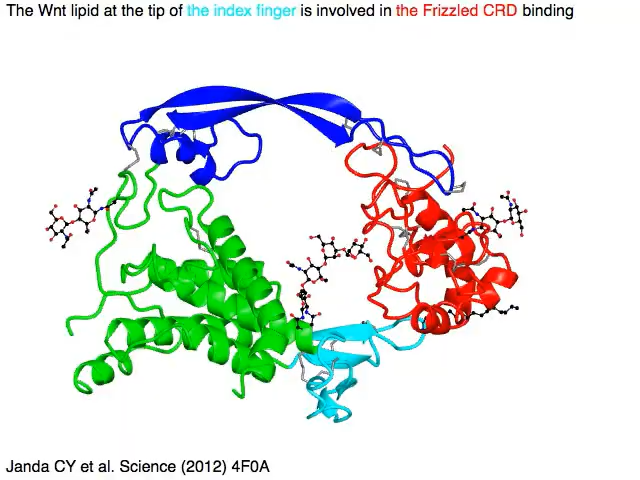 The Wnt lipid at the tip of the index finger is involved in the Frizzled CRD binding
Janda CY et al. Science (2012) 4F0A